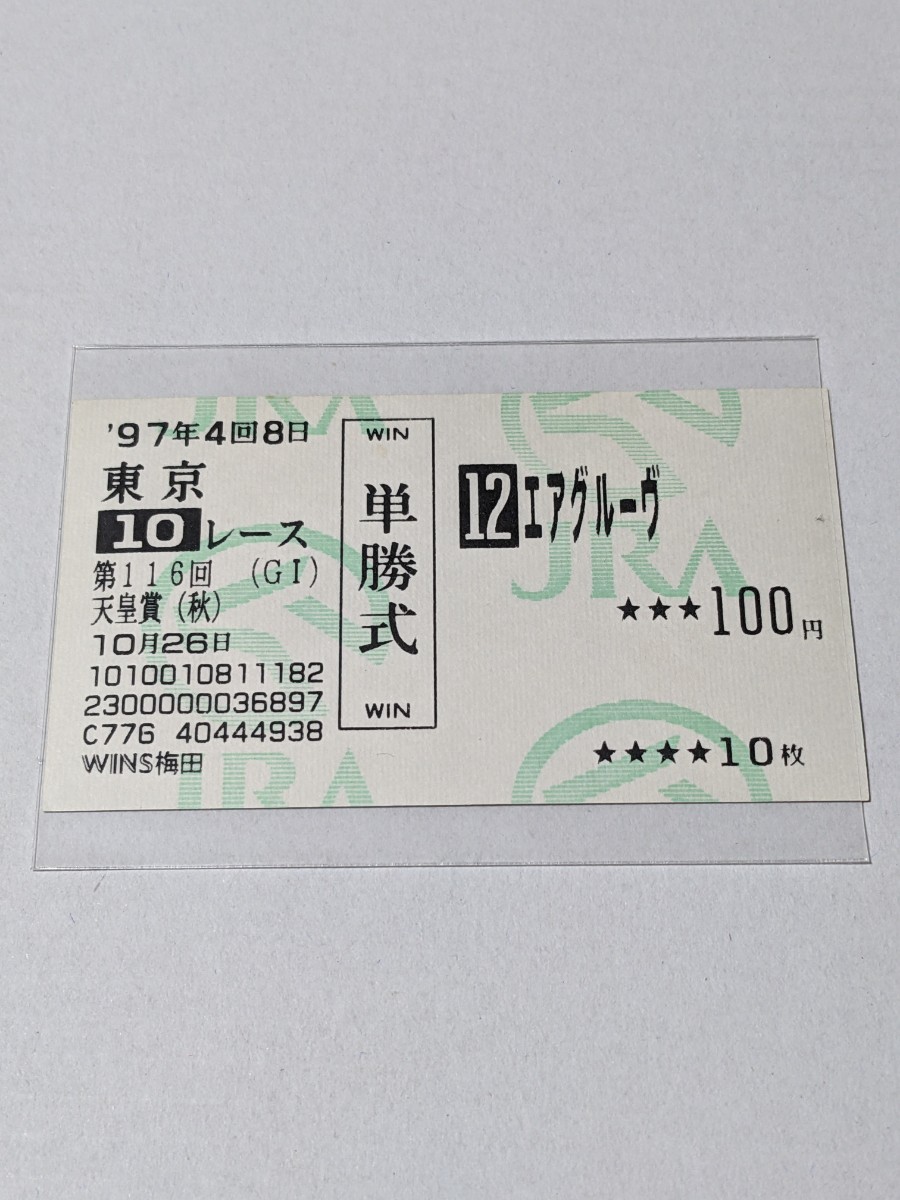 '97年4回8日
東京
10レース
第116回 (GI)
天皇賞(秋)
10月26日
1010010811182
2300000036897
C776 40444938
WINS梅田
WIN
単勝式
WIN
12エアグルーヴ
★★★100円
★★★★10枚
JRA
JRA
JRA